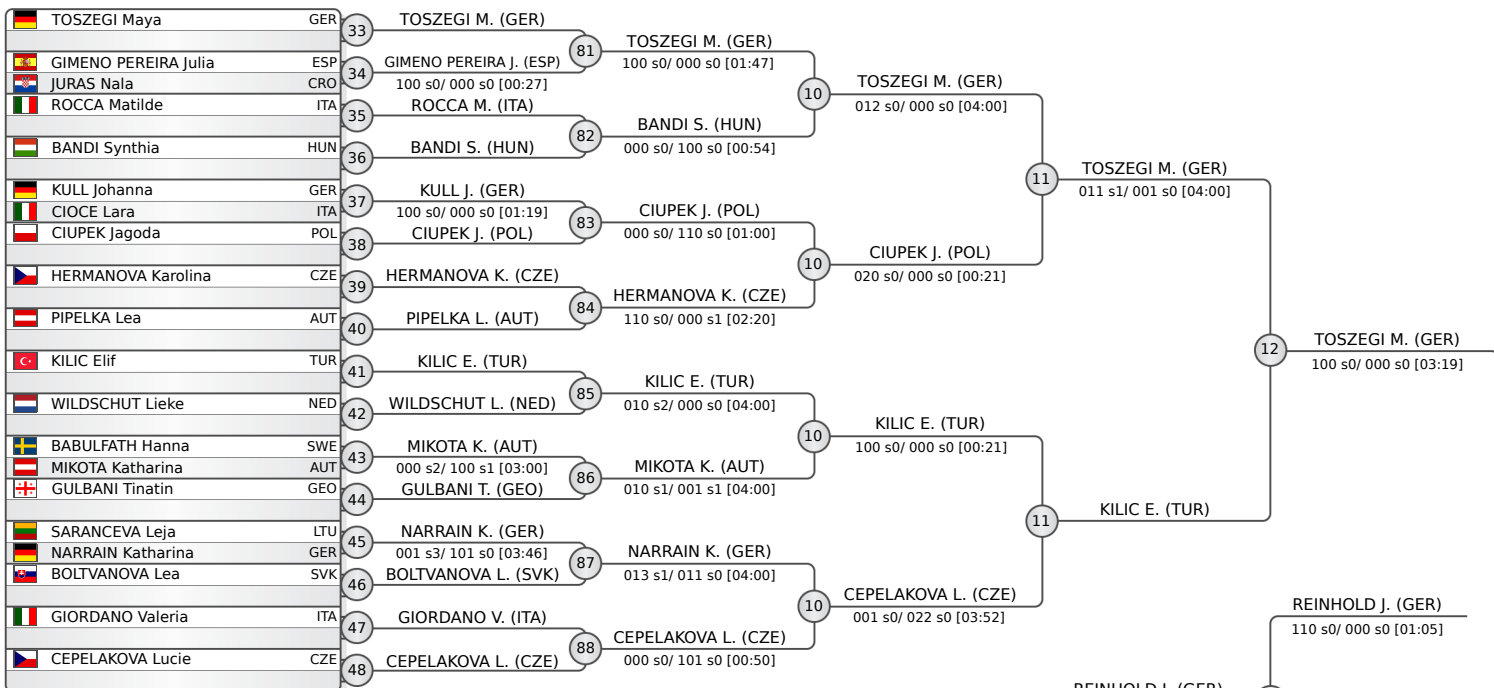 TOSZEGI Maya GER
GIMENO PEREIRA Julia ESP
JURAS Nala CRO
ROCCA Matilde ITA
BANDI Synthia HUN
KULL Johanna GER
CIOCE Lara ITA
CIUPEK Jagoda POL
HERMANOVA Karolina CZE
PIPELKA Lea AUT
KILIC Elif TUR
WILDSCHUT Lieke NED
BABULFATH Hanna SWE
MIKOTA Katharina AUT
GULBANI Tinatin GEO
SARANCEVA Leja LTU
NARRAIN Katharina GER
BOLTVANOVA Lea SVK
GIORDANO Valeria ITA
CEPELAKOVA Lucie CZE
33
34
35
36
37
38
39
40
41
42
43
44
45
46
47
48
TOSZEGI M. (GER)
GIMENO PEREIRA J. (ESP)
100 s0/ 000 s0 [00:27]
ROCCA M. (ITA)
BANDI S. (HUN)
KULL J. (GER)
100 s0/ 000 s0 [01:19]
CIUPEK J. (POL)
HERMANOVA K. (CZE)
PIPELKA L. (AUT)
KILIC E. (TUR)
WILDSCHUT L. (NED)
MIKOTA K. (AUT)
000 s2/ 100 s1 [03:00]
GULBANI T. (GEO)
NARRAIN K. (GER)
001 s3/ 101 s0 [03:46]
BOLTVANOVA L. (SVK)
GIORDANO V. (ITA)
CEPELAKOVA L. (CZE)
81
82
83
84
85
86
87
88
TOSZEGI M. (GER)
100 s0/ 000 s0 [01:47]
BANDI S. (HUN)
000 s0/ 100 s0 [00:54]
CIUPEK J. (POL)
000 s0/ 110 s0 [01:00]
HERMANOVA K. (CZE)
110 s0/ 000 s1 [02:20]
KILIC E. (TUR)
010 s2/ 000 s0 [04:00]
MIKOTA K. (AUT)
010 s1/ 001 s1 [04:00]
NARRAIN K. (GER)
013 s1/ 011 s0 [04:00]
CEPELAKOVA L. (CZE)
000 s0/ 101 s0 [00:50]
10
10
10
10
TOSZEGI M. (GER)
012 s0/ 000 s0 [04:00]
CIUPEK J. (POL)
020 s0/ 000 s0 [00:21]
KILIC E. (TUR)
100 s0/ 000 s0 [00:21]
CEPELAKOVA L. (CZE)
001 s0/ 022 s0 [03:52]
11
11
TOSZEGI M. (GER)
011 s1/ 001 s0 [04:00]
KILIC E. (TUR)
12
TOSZEGI M. (GER)
100 s0/ 000 s0 [03:19]
REINHOLD J. (GER)
110 s0/ 000 s0 [01:05]
REINHOLD J. (GER)